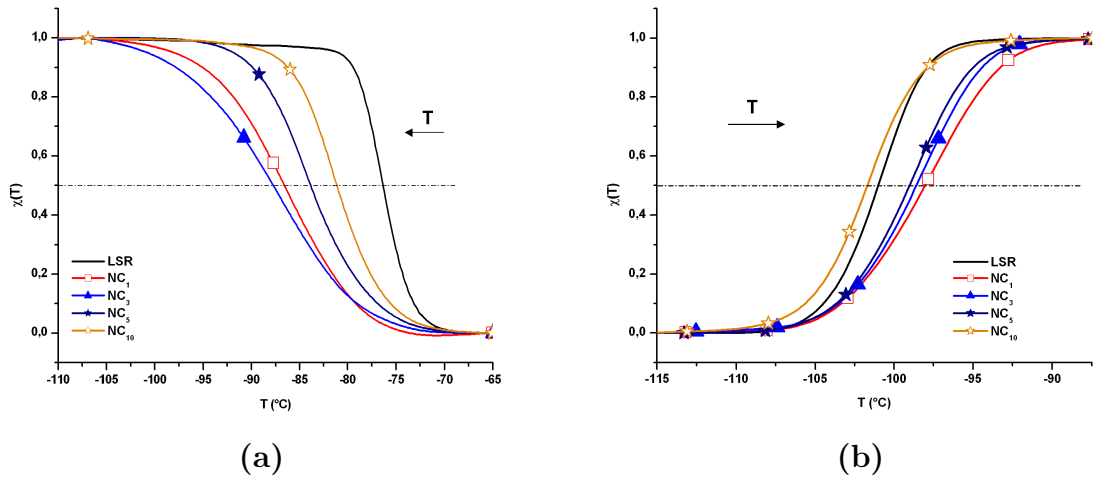 1,0
0,8
0,6
0,4
0,2
0,0
χ(T)
T
LSR
NC1
NC3
NC5
NC10
-110 -105 -100 -95 -90 -85 -80 -75 -70 -65
T (°C)
(a)
1,0
0,8
0,6
0,4
0,2
0,0
χ(T)
T
LSR
NC1
NC3
NC5
NC10
-115 -110 -105 -100 -95 -90
T (°C)
(b)